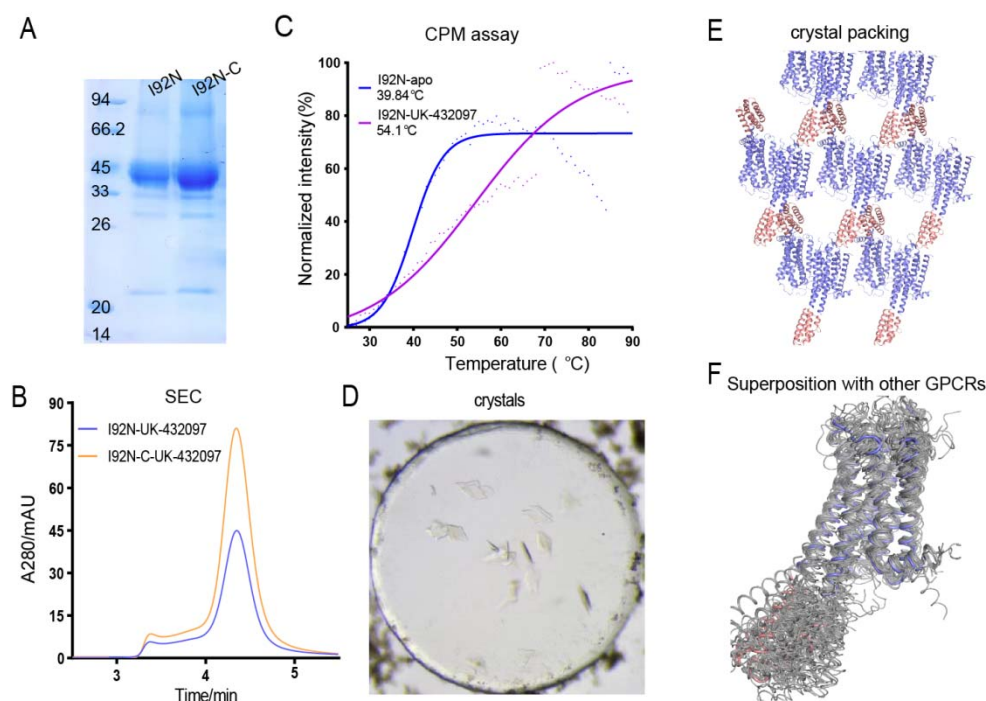 A
I92N
I92N-C
94
66.2
45
33
26
20
14
B
SEC
90
75
60
45
30
15
0
I92N-UK-432097
I92N-C-UK-432097
A280/mAU
3
4
5
Time/min
C
CPM assay
100
80
60
40
20
0
I92N-apo
39.84℃
I92N-UK-432097
54.1℃
Normalized intensity(%)
30
40
50
60
70
80
90
Temperature ( ℃)
D
crystals
E
crystal packing
F
Superposition with other GPCRs